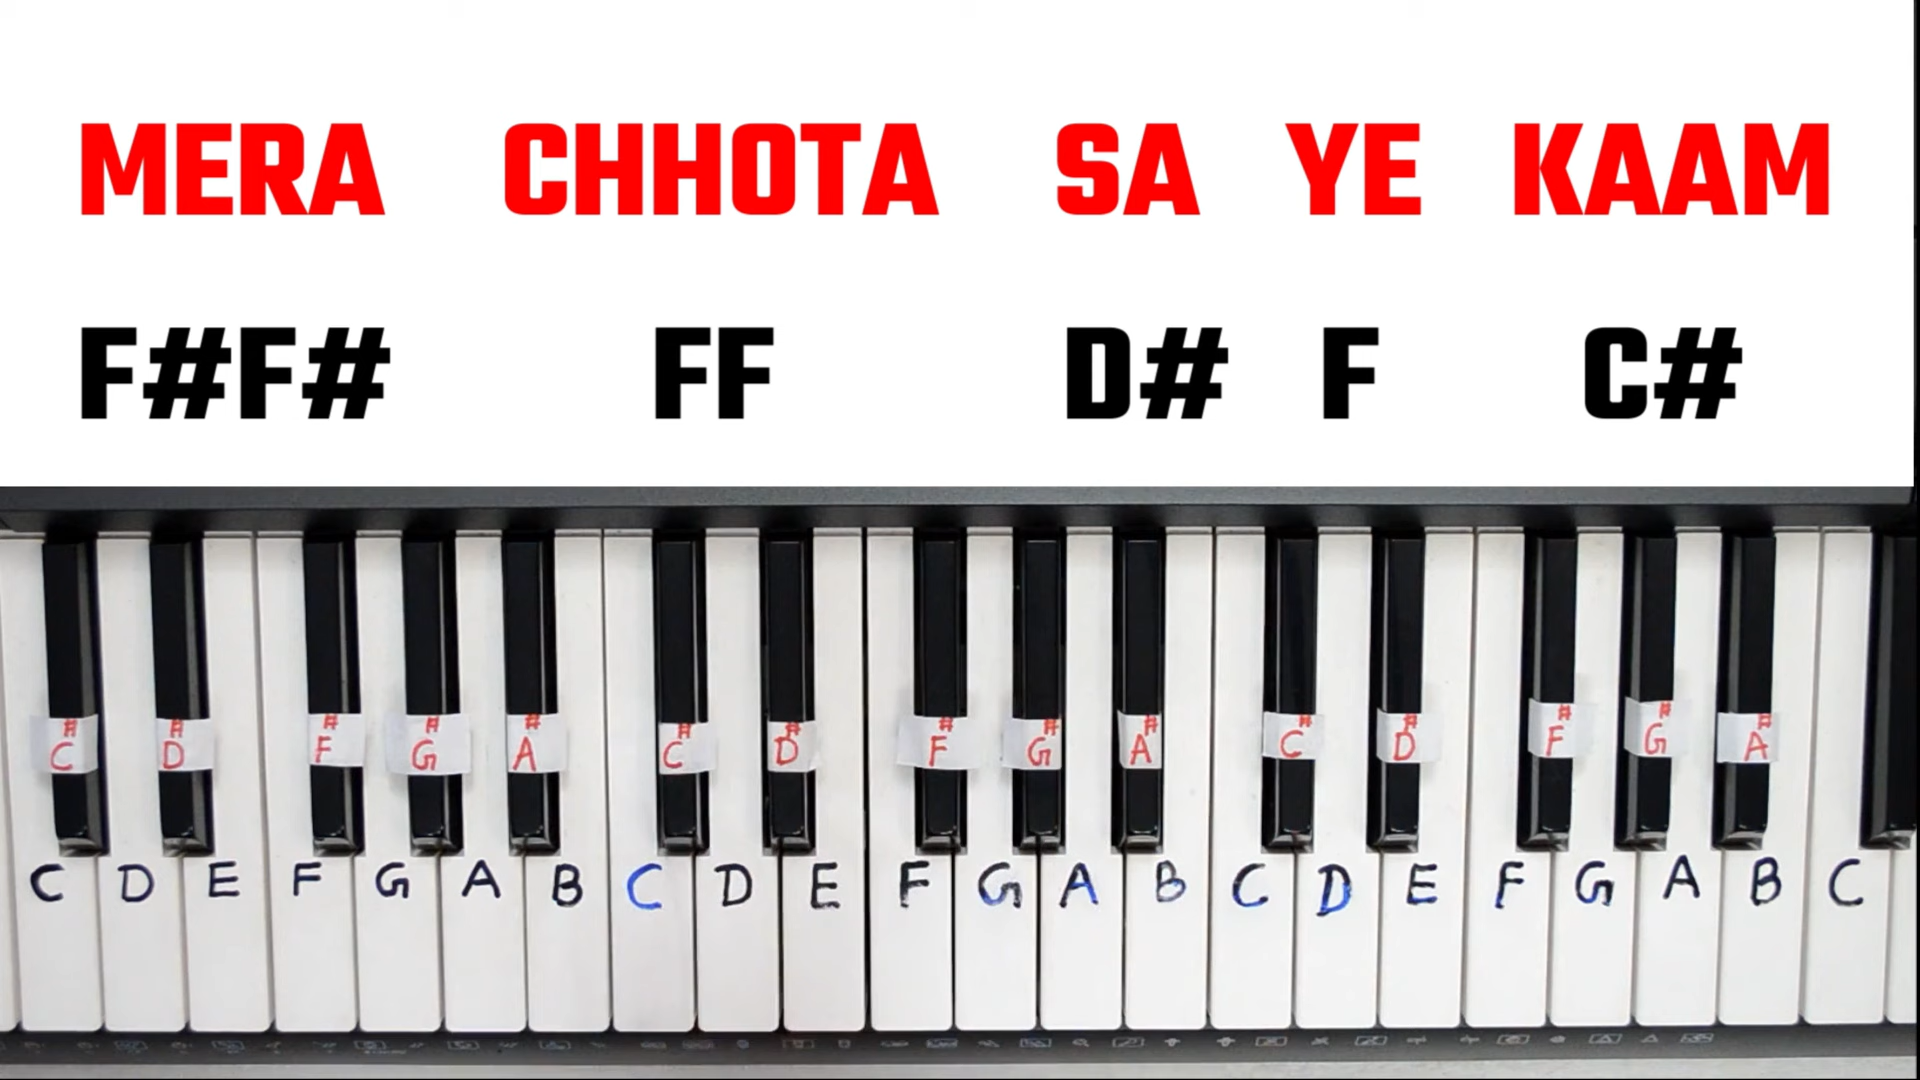 MERA CHHOTA SA YE KAAM
F#F# FF D# F C#
C# D# F# G# A# C# D# F# G# A# C# D# F# G# A#
C D E F G A B C D E F G A B C D E F G A B C